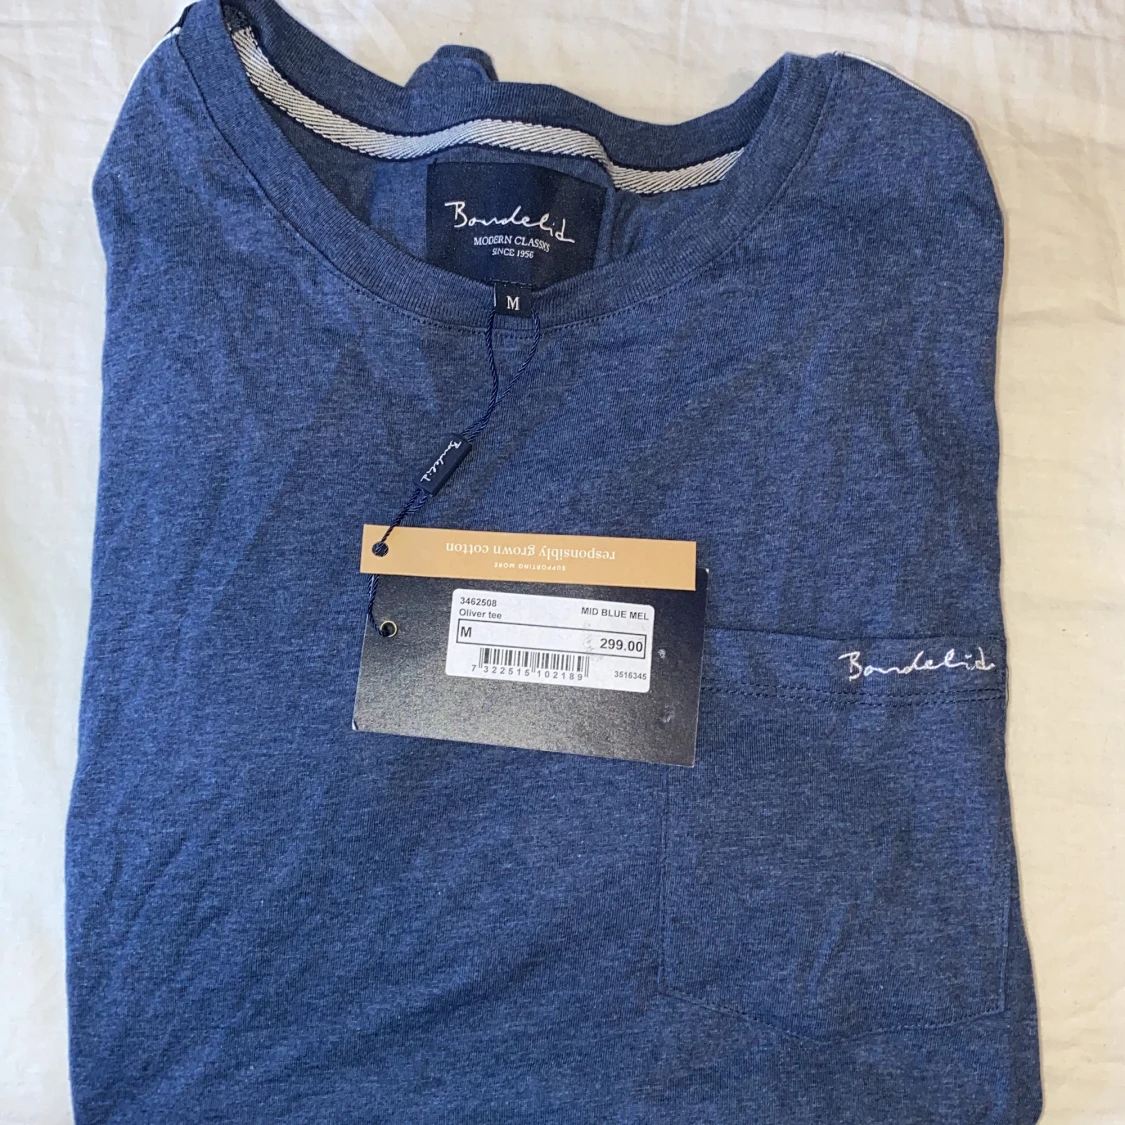 Bondelid
MODERN CLASSICS
SINCE 1956
M
Bondelid
responsibly grown cotton
SUPPORTING MORE
3462508
MID BLUE MEL
Oliver tee
M
299.00
7 322515 102189
3516345
Bondelid